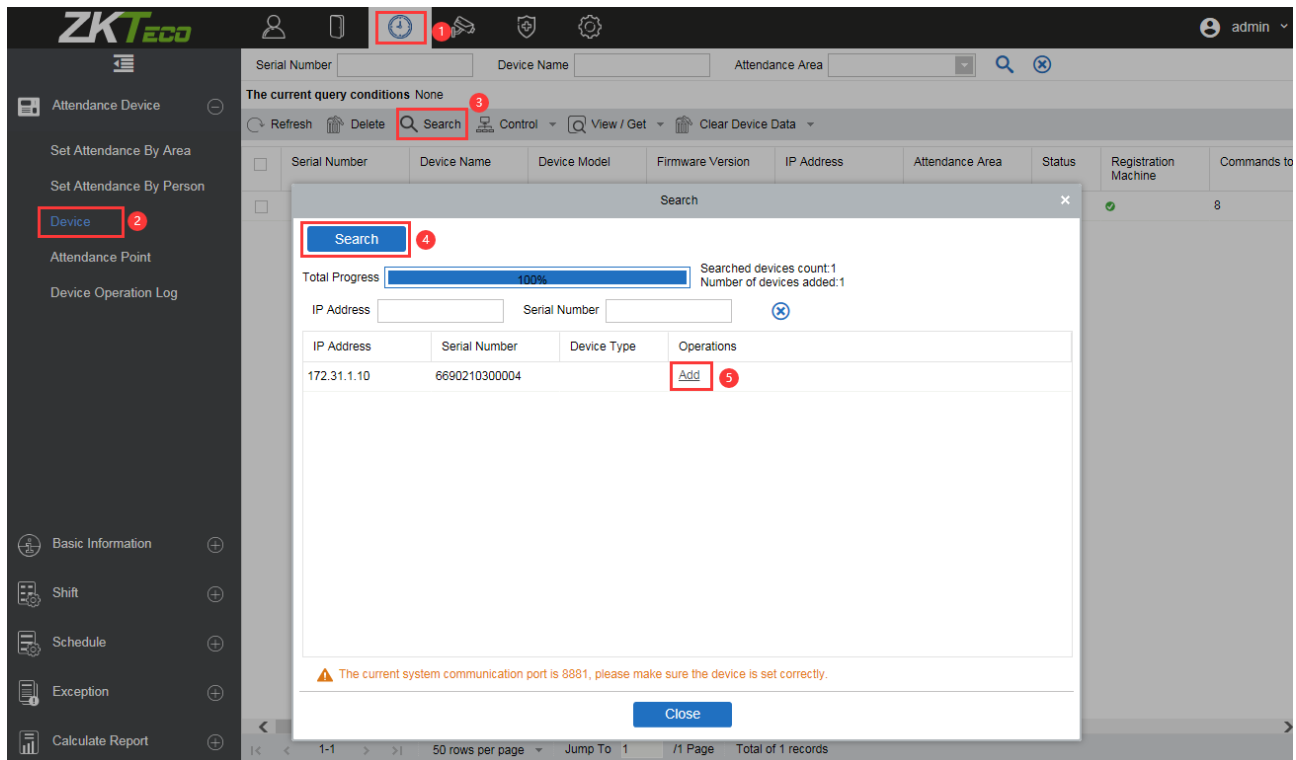 ZKTeco
1
admin
Serial Number Device Name Attendance Area
The current query conditions None
3
Attendance Device
Refresh Delete Search Control View / Get Clear Device Data
Set Attendance By Area
Serial Number Device Name Device Model Firmware Version IP Address Attendance Area Status Registration Machine Commands to
Set Attendance By Person
Search
8
Device 2
Search 4
Attendance Point
Total Progress 100% Searched devices count:1
Number of devices added:1
Device Operation Log
IP Address Serial Number
IP Address Serial Number Device Type Operations
172.31.1.10 6690210300004 Add 5
Basic Information
Shift
Schedule
The current system communication port is 8881, please make sure the device is set correctly.
Exception
Close
Calculate Report
1-1 50 rows per page Jump To 1 /1 Page Total of 1 records